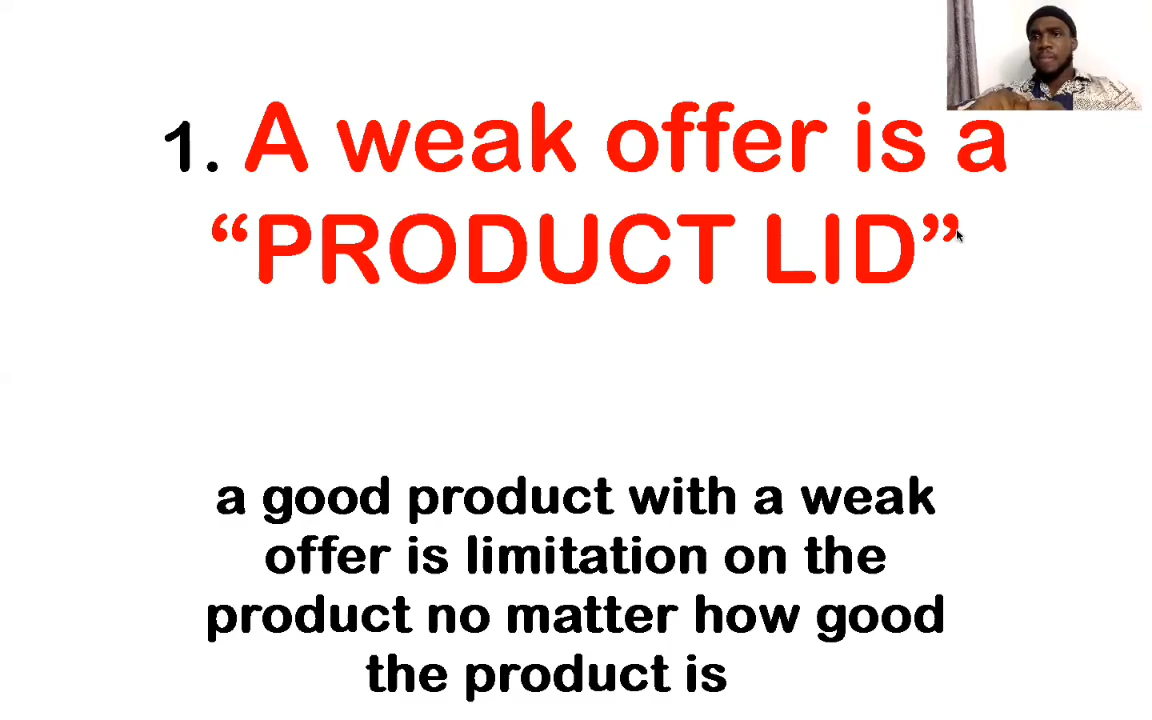 1. A weak offer is a
“PRODUCT LID”
a good product with a weak
offer is limitation on the
product no matter how good
the product is